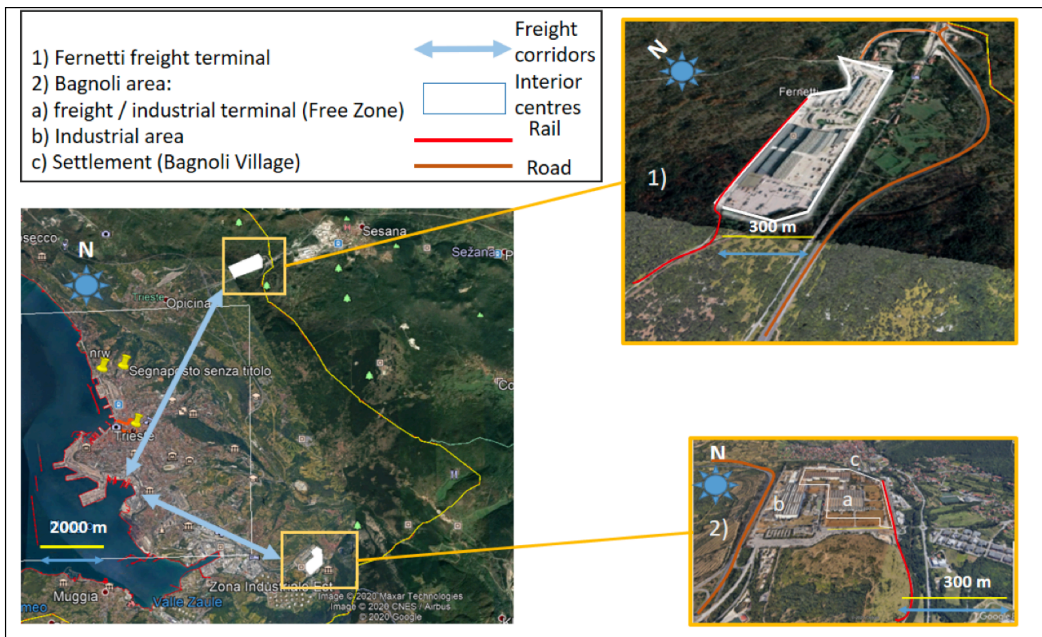 1) Fernetti freight terminal
2) Bagnoli area:
a) freight / industrial terminal (Free Zone)
b) Industrial area
c) Settlement (Bagnoli Village)
Freight
corridors
Interior
centres
Rail
Road
N
Fernetti
1)
300 m
Sesana
Sežana
N
Opicina
nrw
Segnaposto senza titolo
Trieste
2000 m
Zona Industriale Est
Muggia
Valle Zaule
Image © 2020 Maxar Technologies
Image © 2020 CNES / Airbus
© 2020 Google
N
c
a
b
2)
300 m
Google